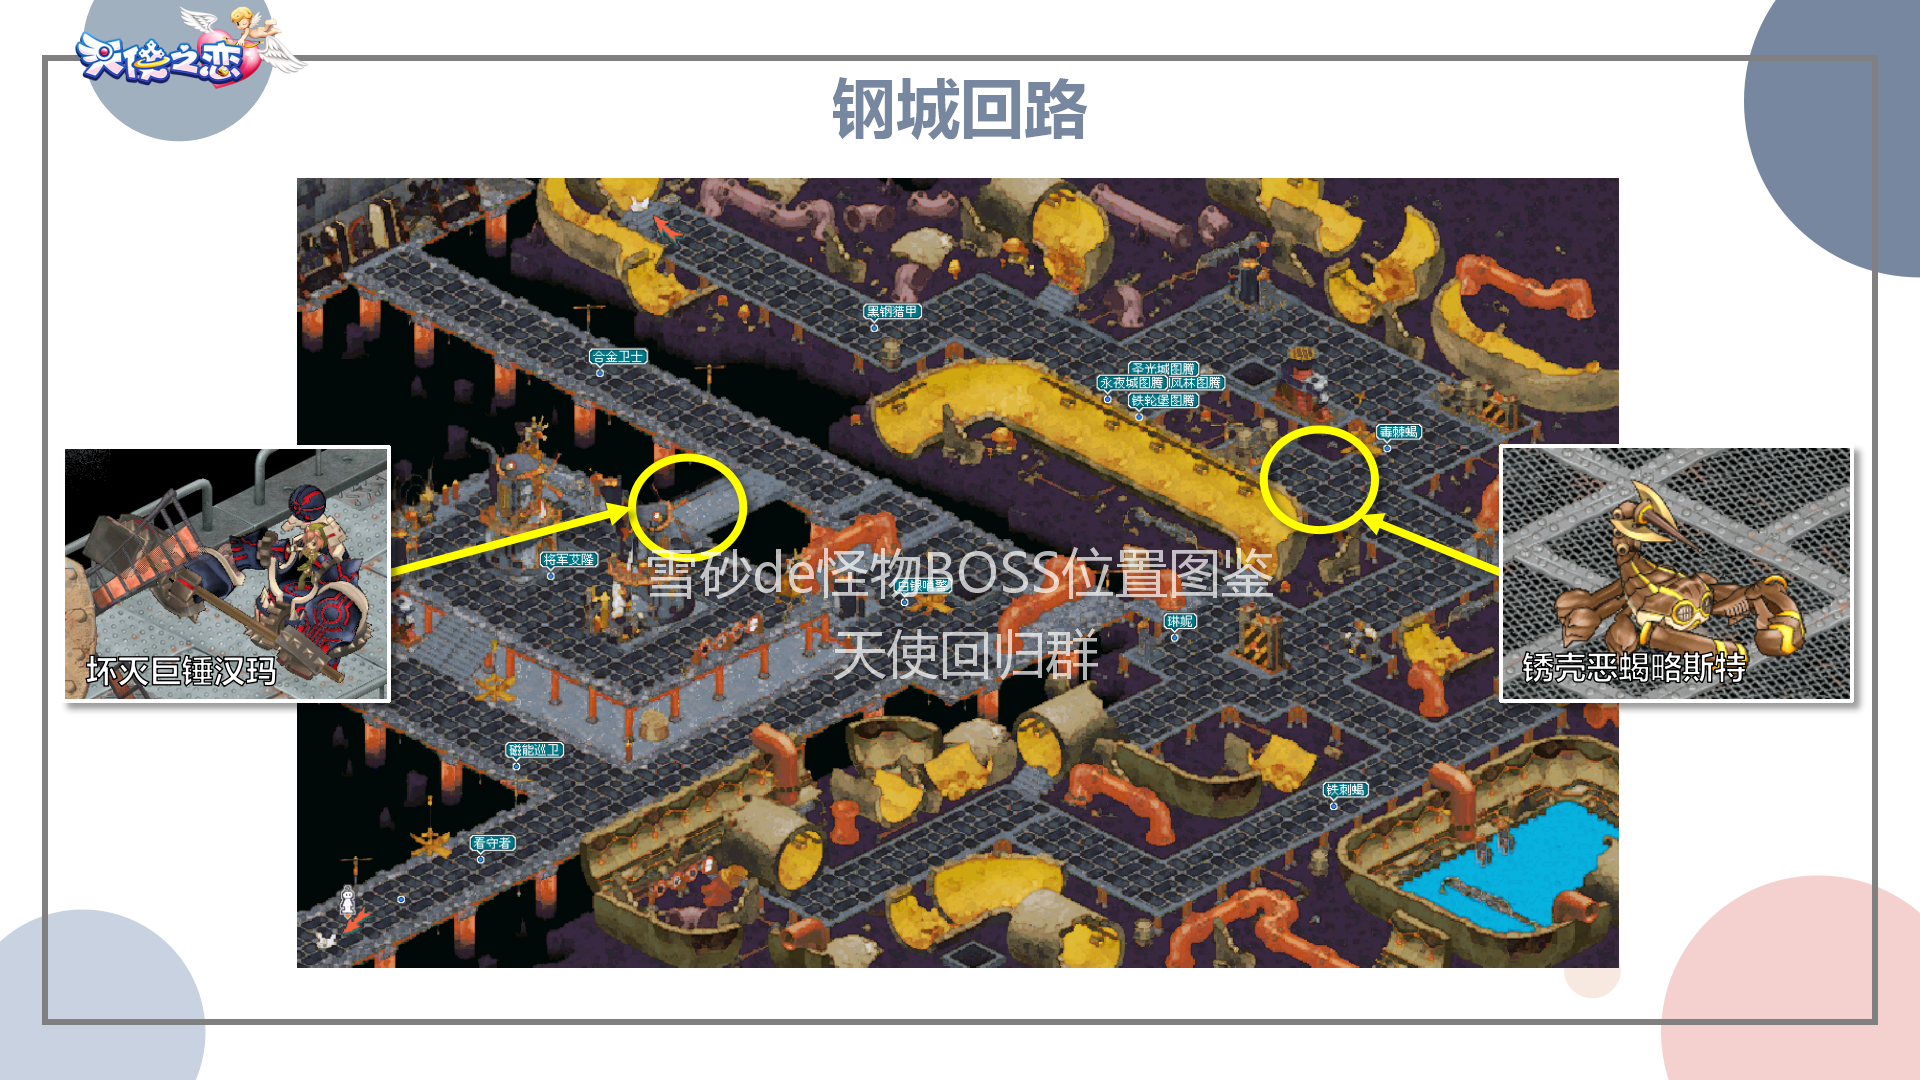 天使之恋
钢城回路
黑钢猎甲
合金卫士
圣光城图腾
永夜城图腾 风林图腾
铁轮堡图腾
毒棘蝎
将军艾隆
雪砂de怪物BOSS位置图鉴
琳妮
天使回归群
坏灭巨锤汉玛
锈壳恶蝎略斯特
磁能巡卫
铁刺蝎
看守者